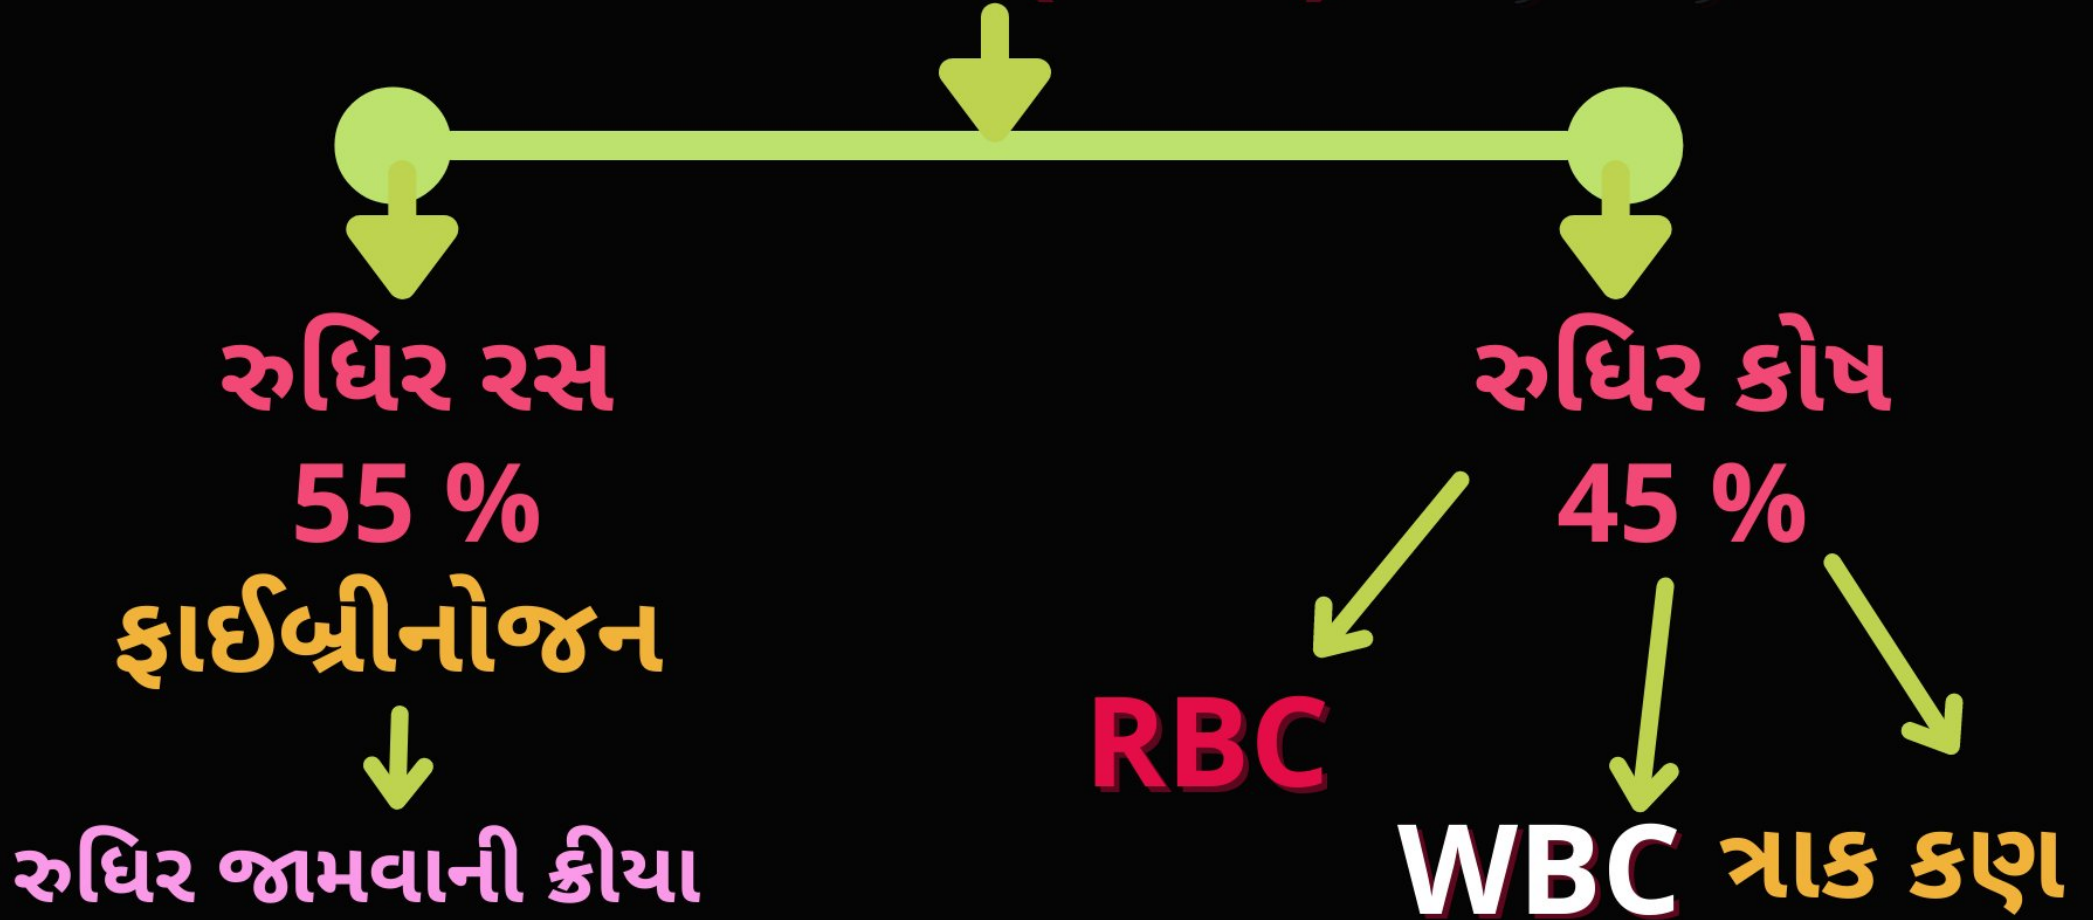 રુધિર રસ
55 %
ફાઈબ્રીનોજન
રુધિર જામવાની ક્રીયા
રુધિર કોષ
45 %
RBC
WBC
ત્રાક કણ